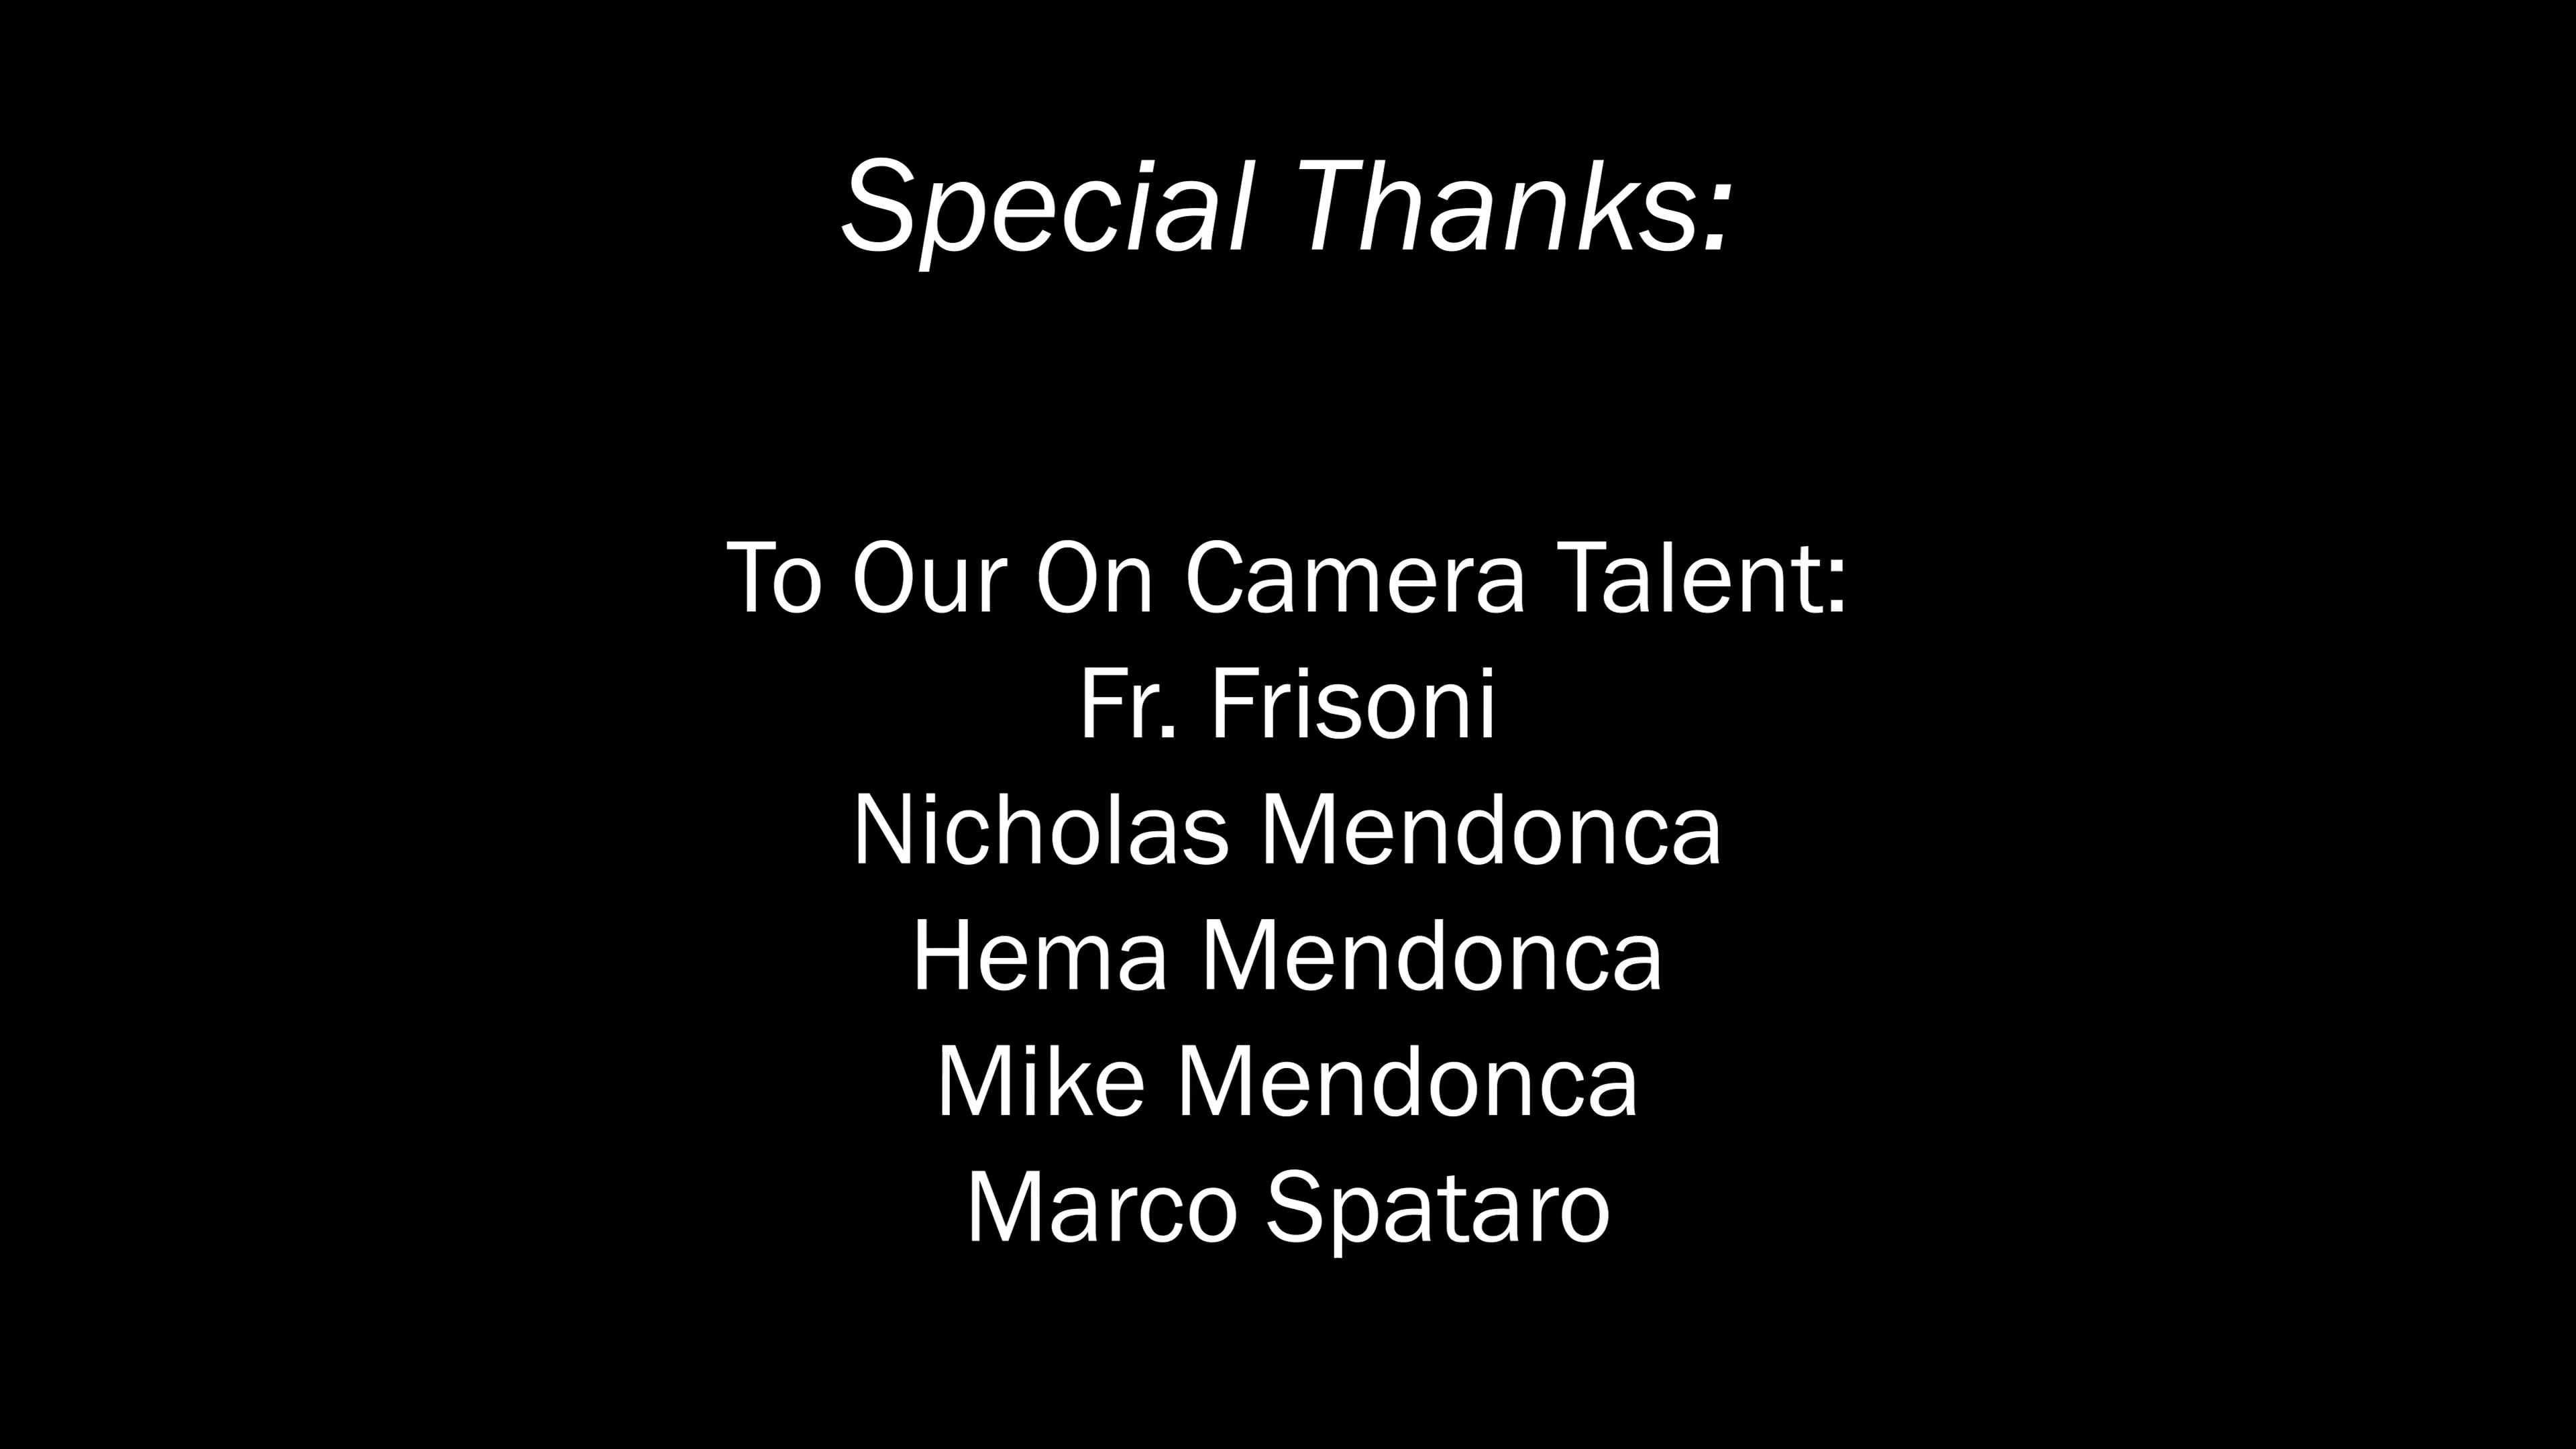 Special Thanks:
To Our On Camera Talent:
Fr. Frisoni
Nicholas Mendonca
Hema Mendonca
Mike Mendonca
Marco Spataro